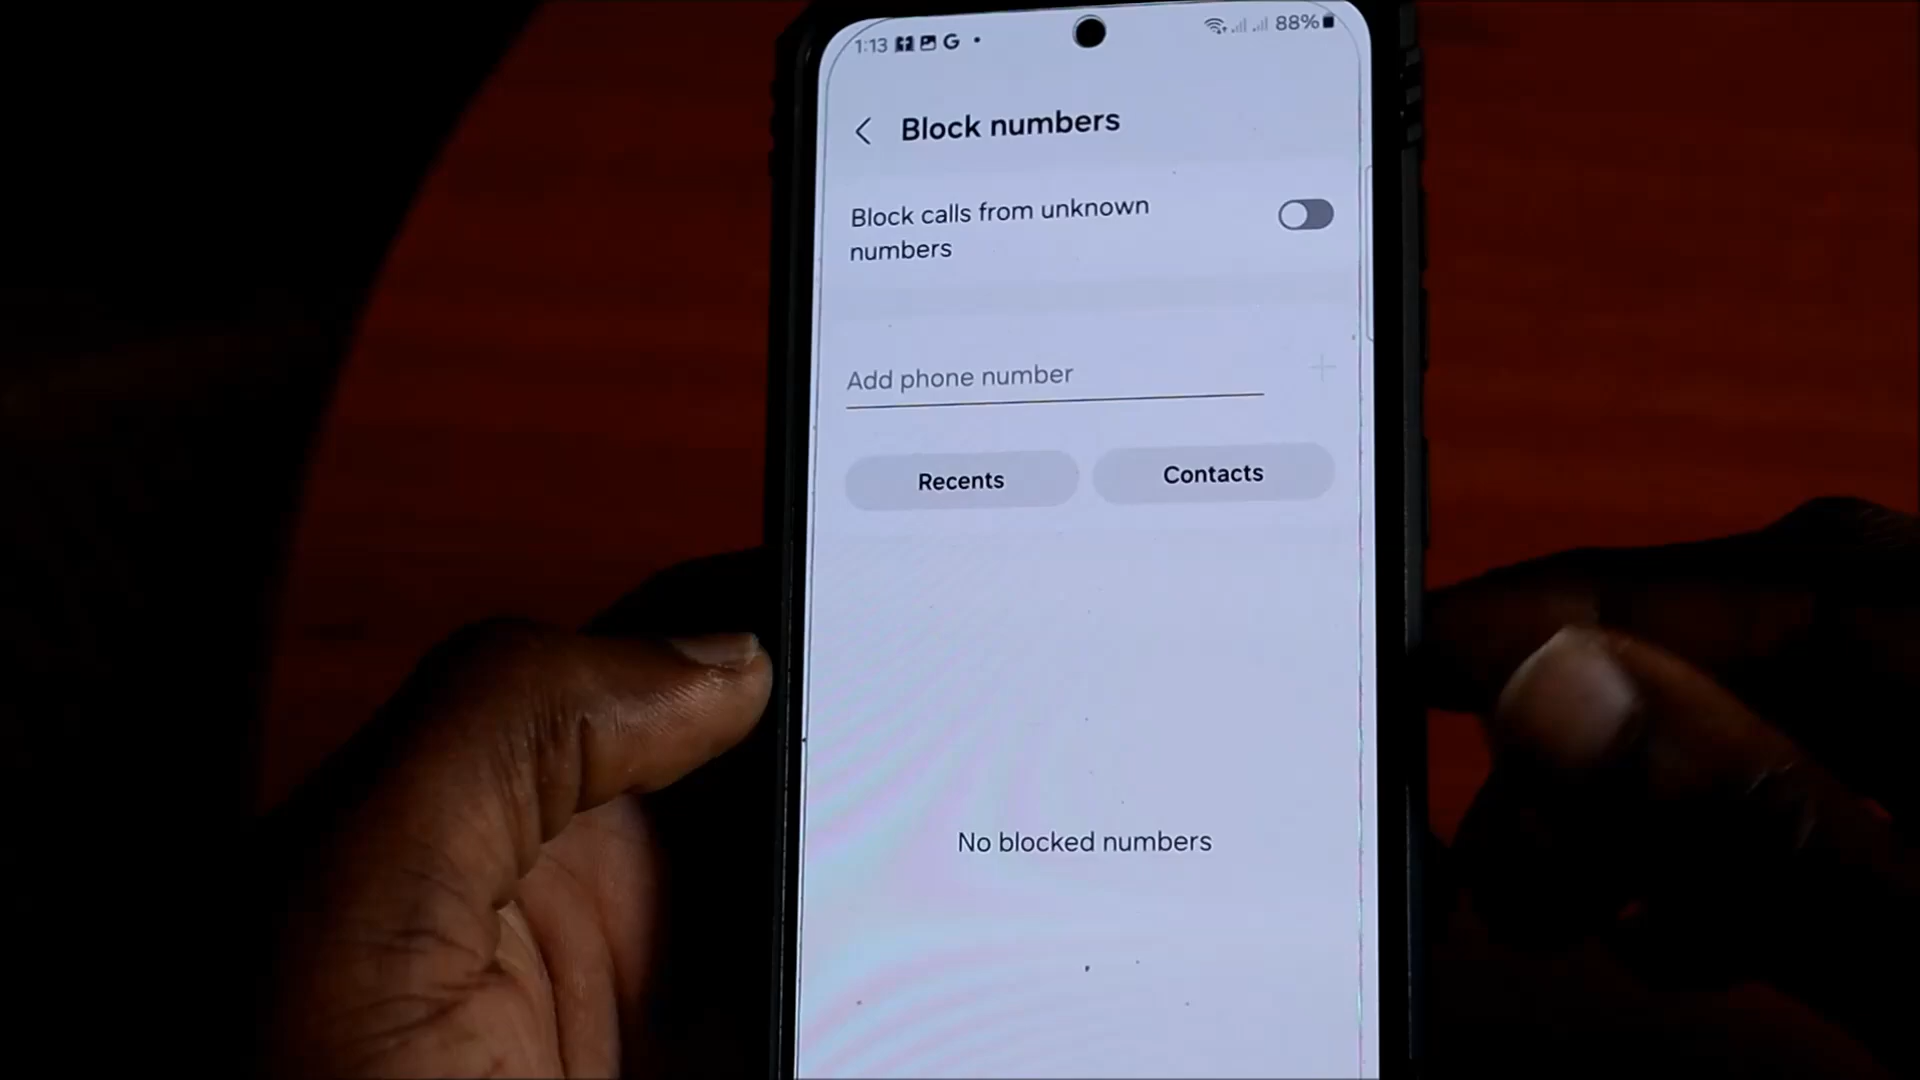 1:13 G 88%
Block numbers
Block calls from unknown
numbers
Add phone number
Recents Contacts
No blocked numbers